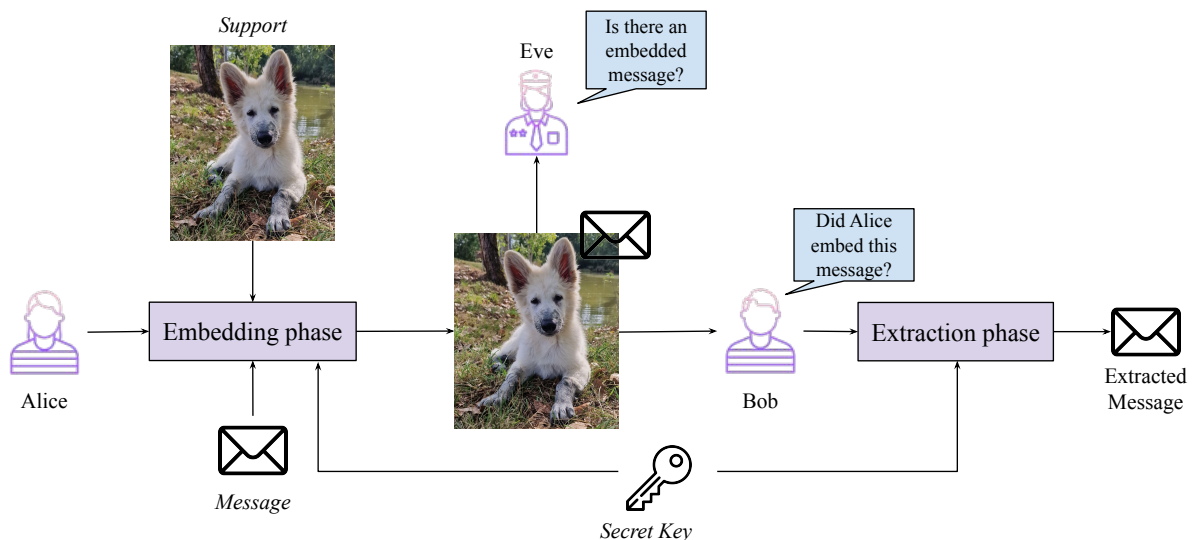 Support
Eve
Is there an
embedded
message?
Did Alice
embed this
message?
Embedding phase
Extraction phase
Alice
Bob
Extracted
Message
Message
Secret Key